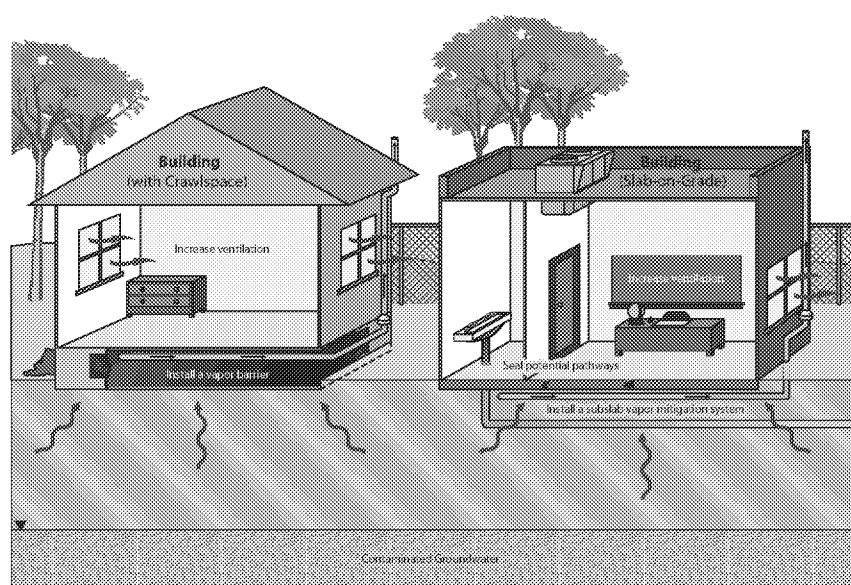 Building
(with Crawlspace)
Building
(Slab-on-Grade)
Increase ventilation
Increase ventilation
Seal potential pathways
Install a vapor barrier
Install a subslab vapor mitigation system
Contaminated Groundwater